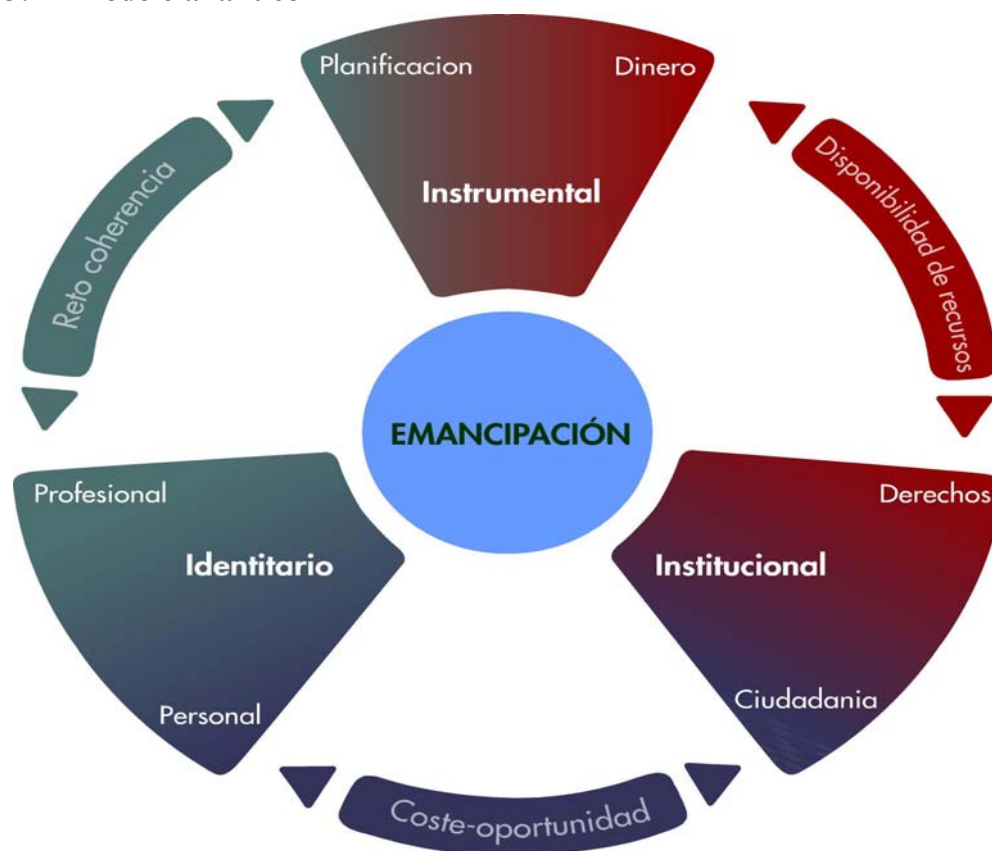 Planificacion
Dinero
Instrumental
Reto coherencia
Disponibilidad de recursos
EMANCIPACIÓN
Profesional
Identitario
Personal
Derechos
Institucional
Ciudadania
Coste-oportunidad